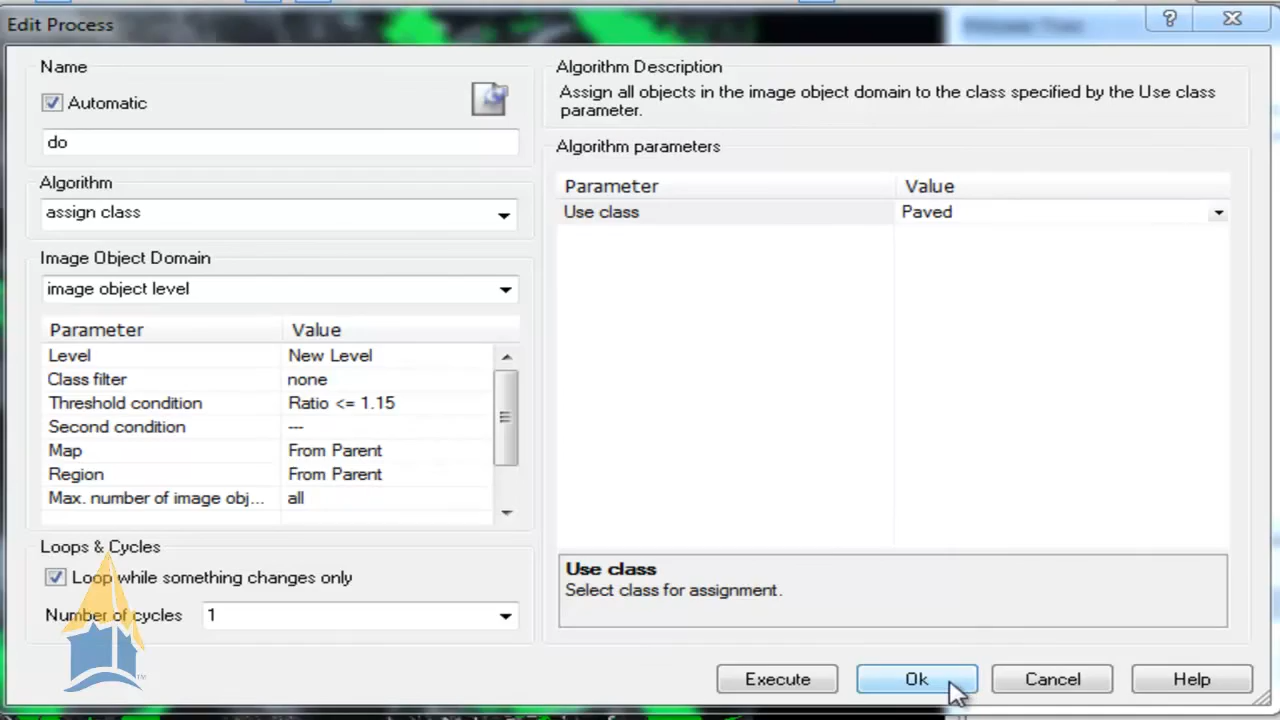 Edit Process
Name
Automatic
do
Algorithm
assign class
Image Object Domain
image object level
Parameter Value
Level New Level
Class filter none
Threshold condition Ratio <= 1.15
Second condition ---
Map From Parent
Region From Parent
Max. number of image obj... all
Loops & Cycles
Loop while something changes only
Number of cycles 1
Algorithm Description
Assign all objects in the image object domain to the class specified by the Use class
parameter.
Algorithm parameters
Parameter Value
Use class Paved
Use class
Select class for assignment.
Execute Ok Cancel Help